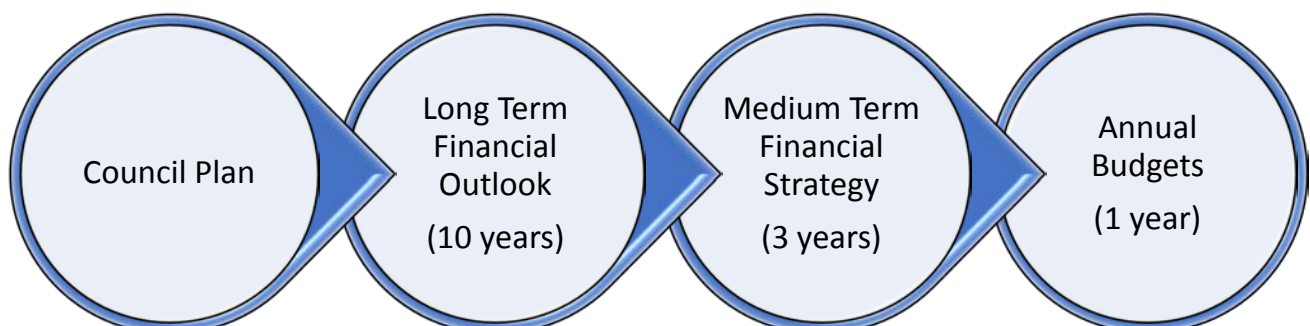 Council Plan
Long Term
Financial
Outlook
(10 years)
Medium Term
Financial
Strategy
(3 years)
Annual
Budgets
(1 year)